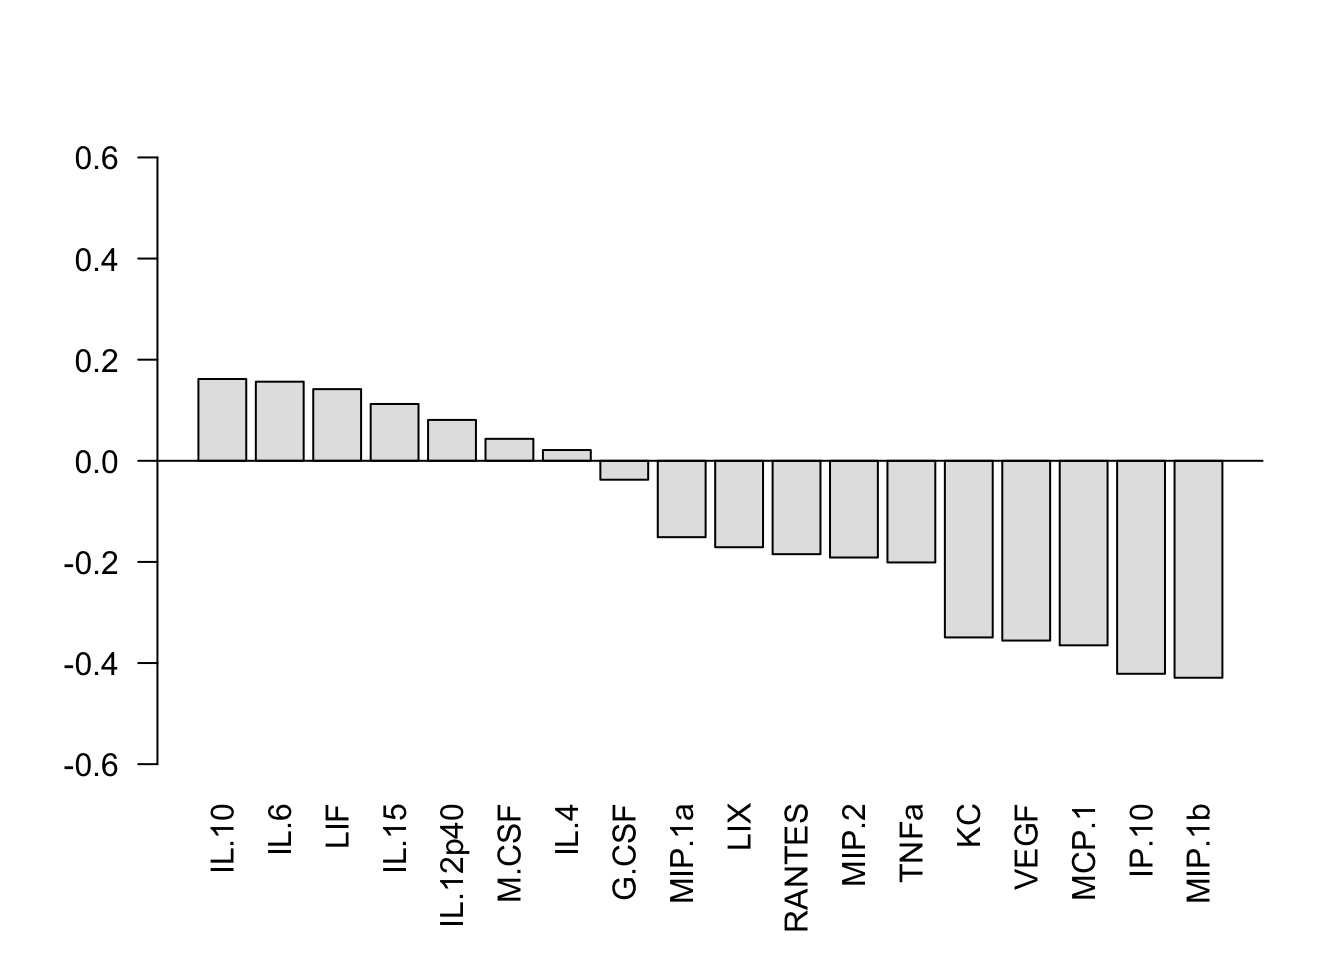 0.6
0.4
0.2
0.0
-0.2
-0.4
-0.6
IL.10
IL.6
LIF
IL.15
IL.12p40
M.CSF
IL.4
G.CSF
MIP.1a
LIX
RANTES
MIP.2
TNFa
KC
VEGF
MCP.1
IP.10
MIP.1b